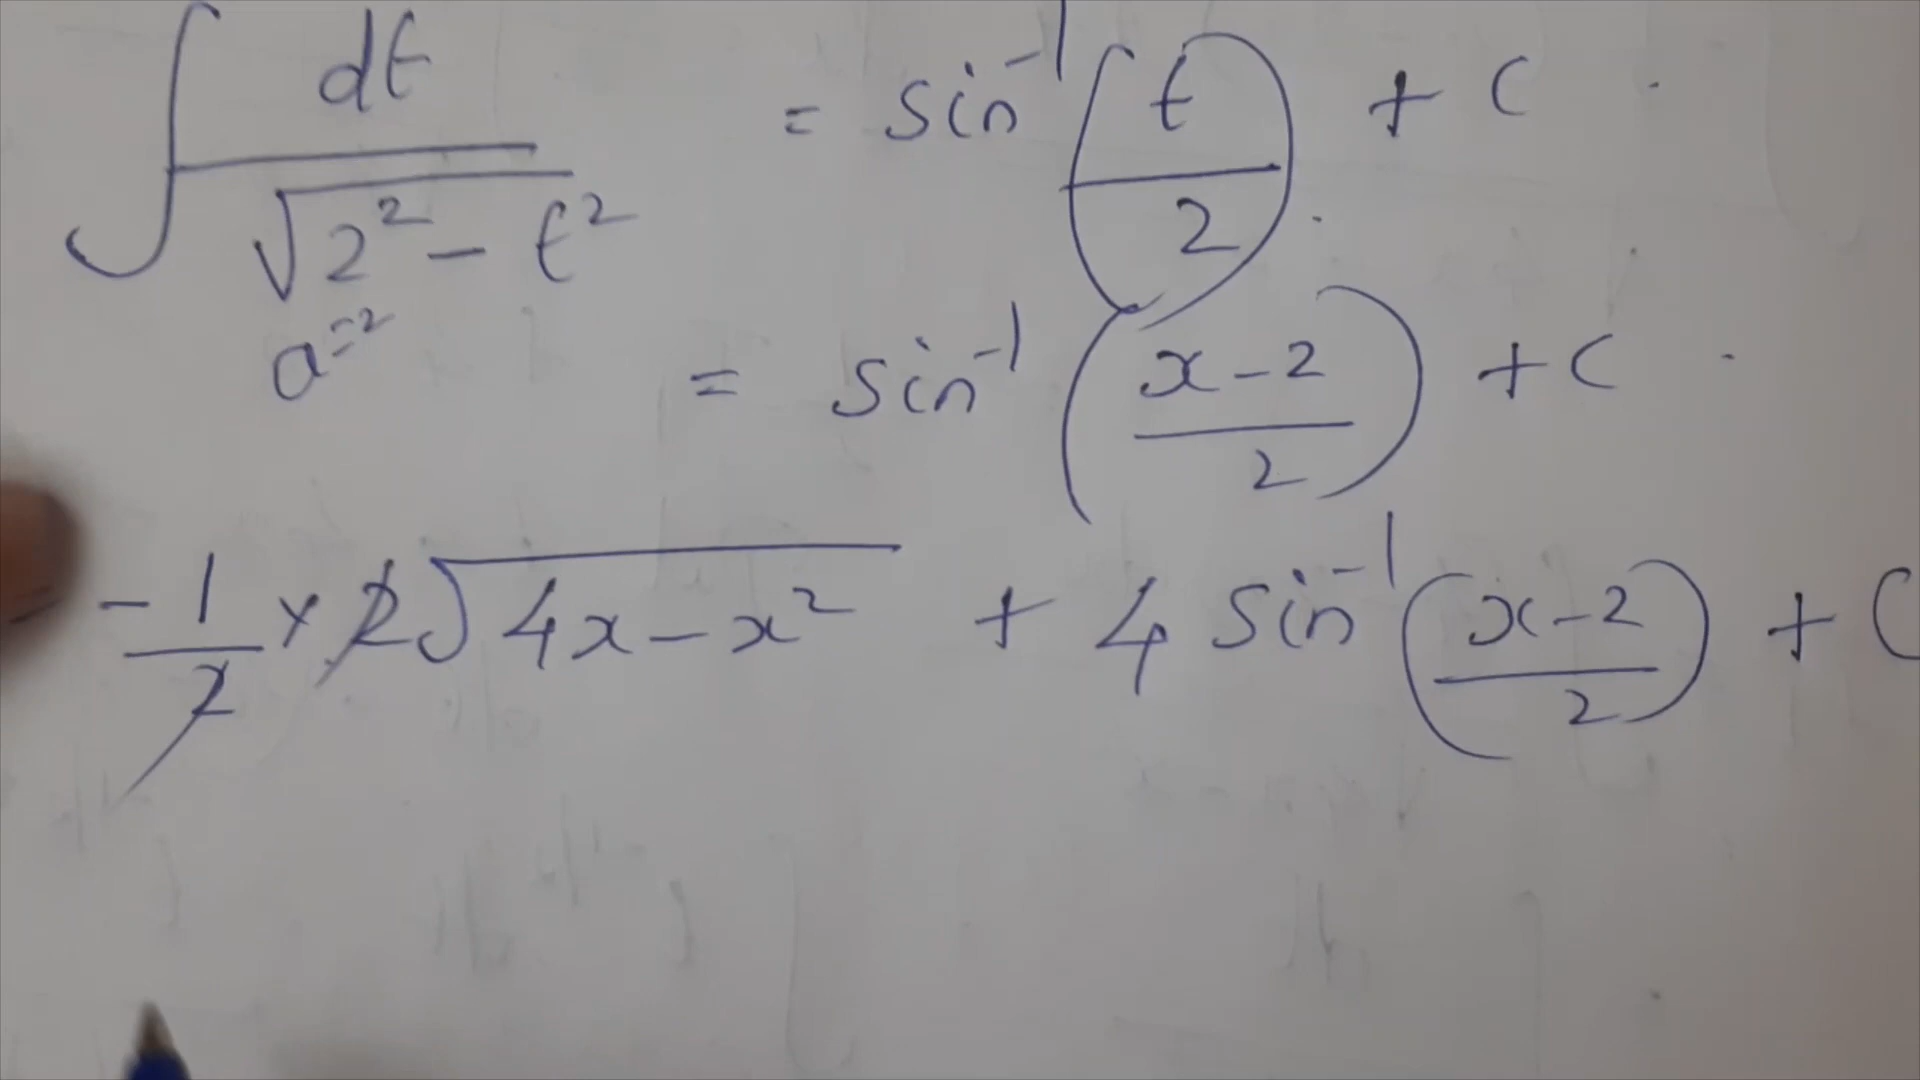 ∫ dt / √(2² − t²) = sin⁻¹ (t / 2) + C
a=2
= sin⁻¹ ((x − 2) / 2) + C
−1/2 × 2√(4x − x²) + 4 sin⁻¹ ((x − 2) / 2) + C